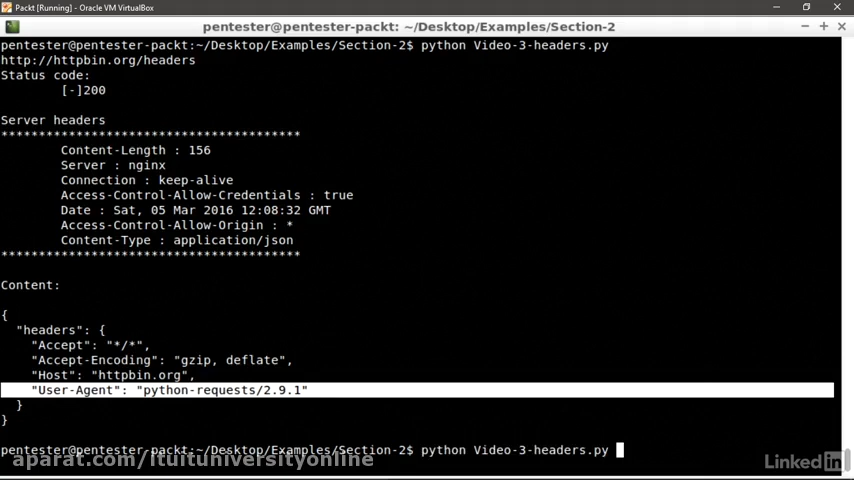 Packt [Running] - Oracle VM VirtualBox
pentester@pentester-packt: ~/Desktop/Examples/Section-2
pentester@pentester-packt:~/Desktop/Examples/Section-2$ python Video-3-headers.py
http://httpbin.org/headers
Status code:
[-]200
Server headers
****************************************
Content-Length : 156
Server : nginx
Connection : keep-alive
Access-Control-Allow-Credentials : true
Date : Sat, 05 Mar 2016 12:08:32 GMT
Access-Control-Allow-Origin : *
Content-Type : application/json
****************************************
Content:
{
"headers": {
"Accept": "*/*",
"Accept-Encoding": "gzip, deflate",
"Host": "httpbin.org",
"User-Agent": "python-requests/2.9.1"
}
}
pentester@pentester-packt:~/Desktop/Examples/Section-2$ python Video-3-headers.py
aparat.com/ituituniversityonline
LinkedIn